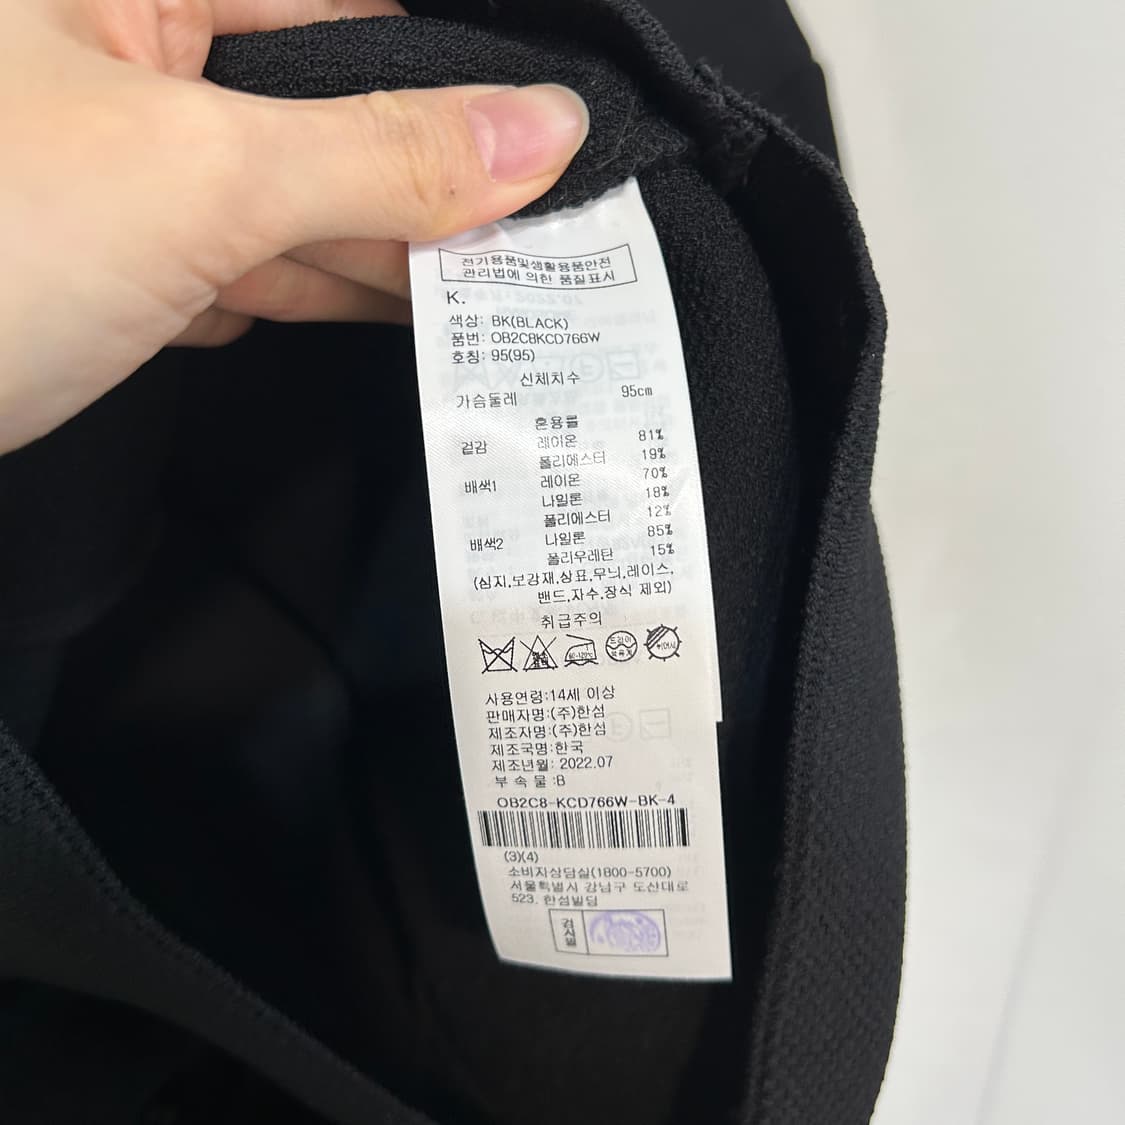 전기용품및생활용품안전
관리법에 의한 품질표시
K.
색상: BK(BLACK)
품번: OB2C8KCD766W
호칭: 95(95)
신체치수
가슴둘레 95cm
혼용률
겉감 레이온 81%
폴리에스터 19%
배색1 레이온 70%
나일론 18%
폴리에스터 12%
배색2 나일론 85%
폴리우레탄 15%
(심지,보강재,상표,무늬,레이스,
밴드,자수,장식 제외)
취급주의
60-120℃ 드라이
사용연령:14세 이상
판매자명:(주)한섬
제조자명:(주)한섬
제조국명:한국
제조년월: 2022.07
부 속 물 :B
OB2C8-KCD766W-BK-4
(3)(4)
소비자상담실(1800-5700)
서울특별시 강남구 도산대로
523, 한섬빌딩
검사필